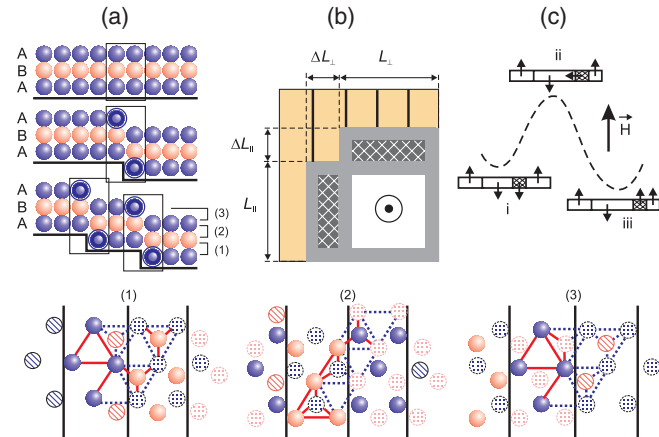 (a)
(b)
(c)
A
B
A
A
B
A
A
B
A
(3)
(2)
(1)
ΔL⊥
L⊥
ΔL∥
L∥
ii
H
i
iii
(1)
(2)
(3)